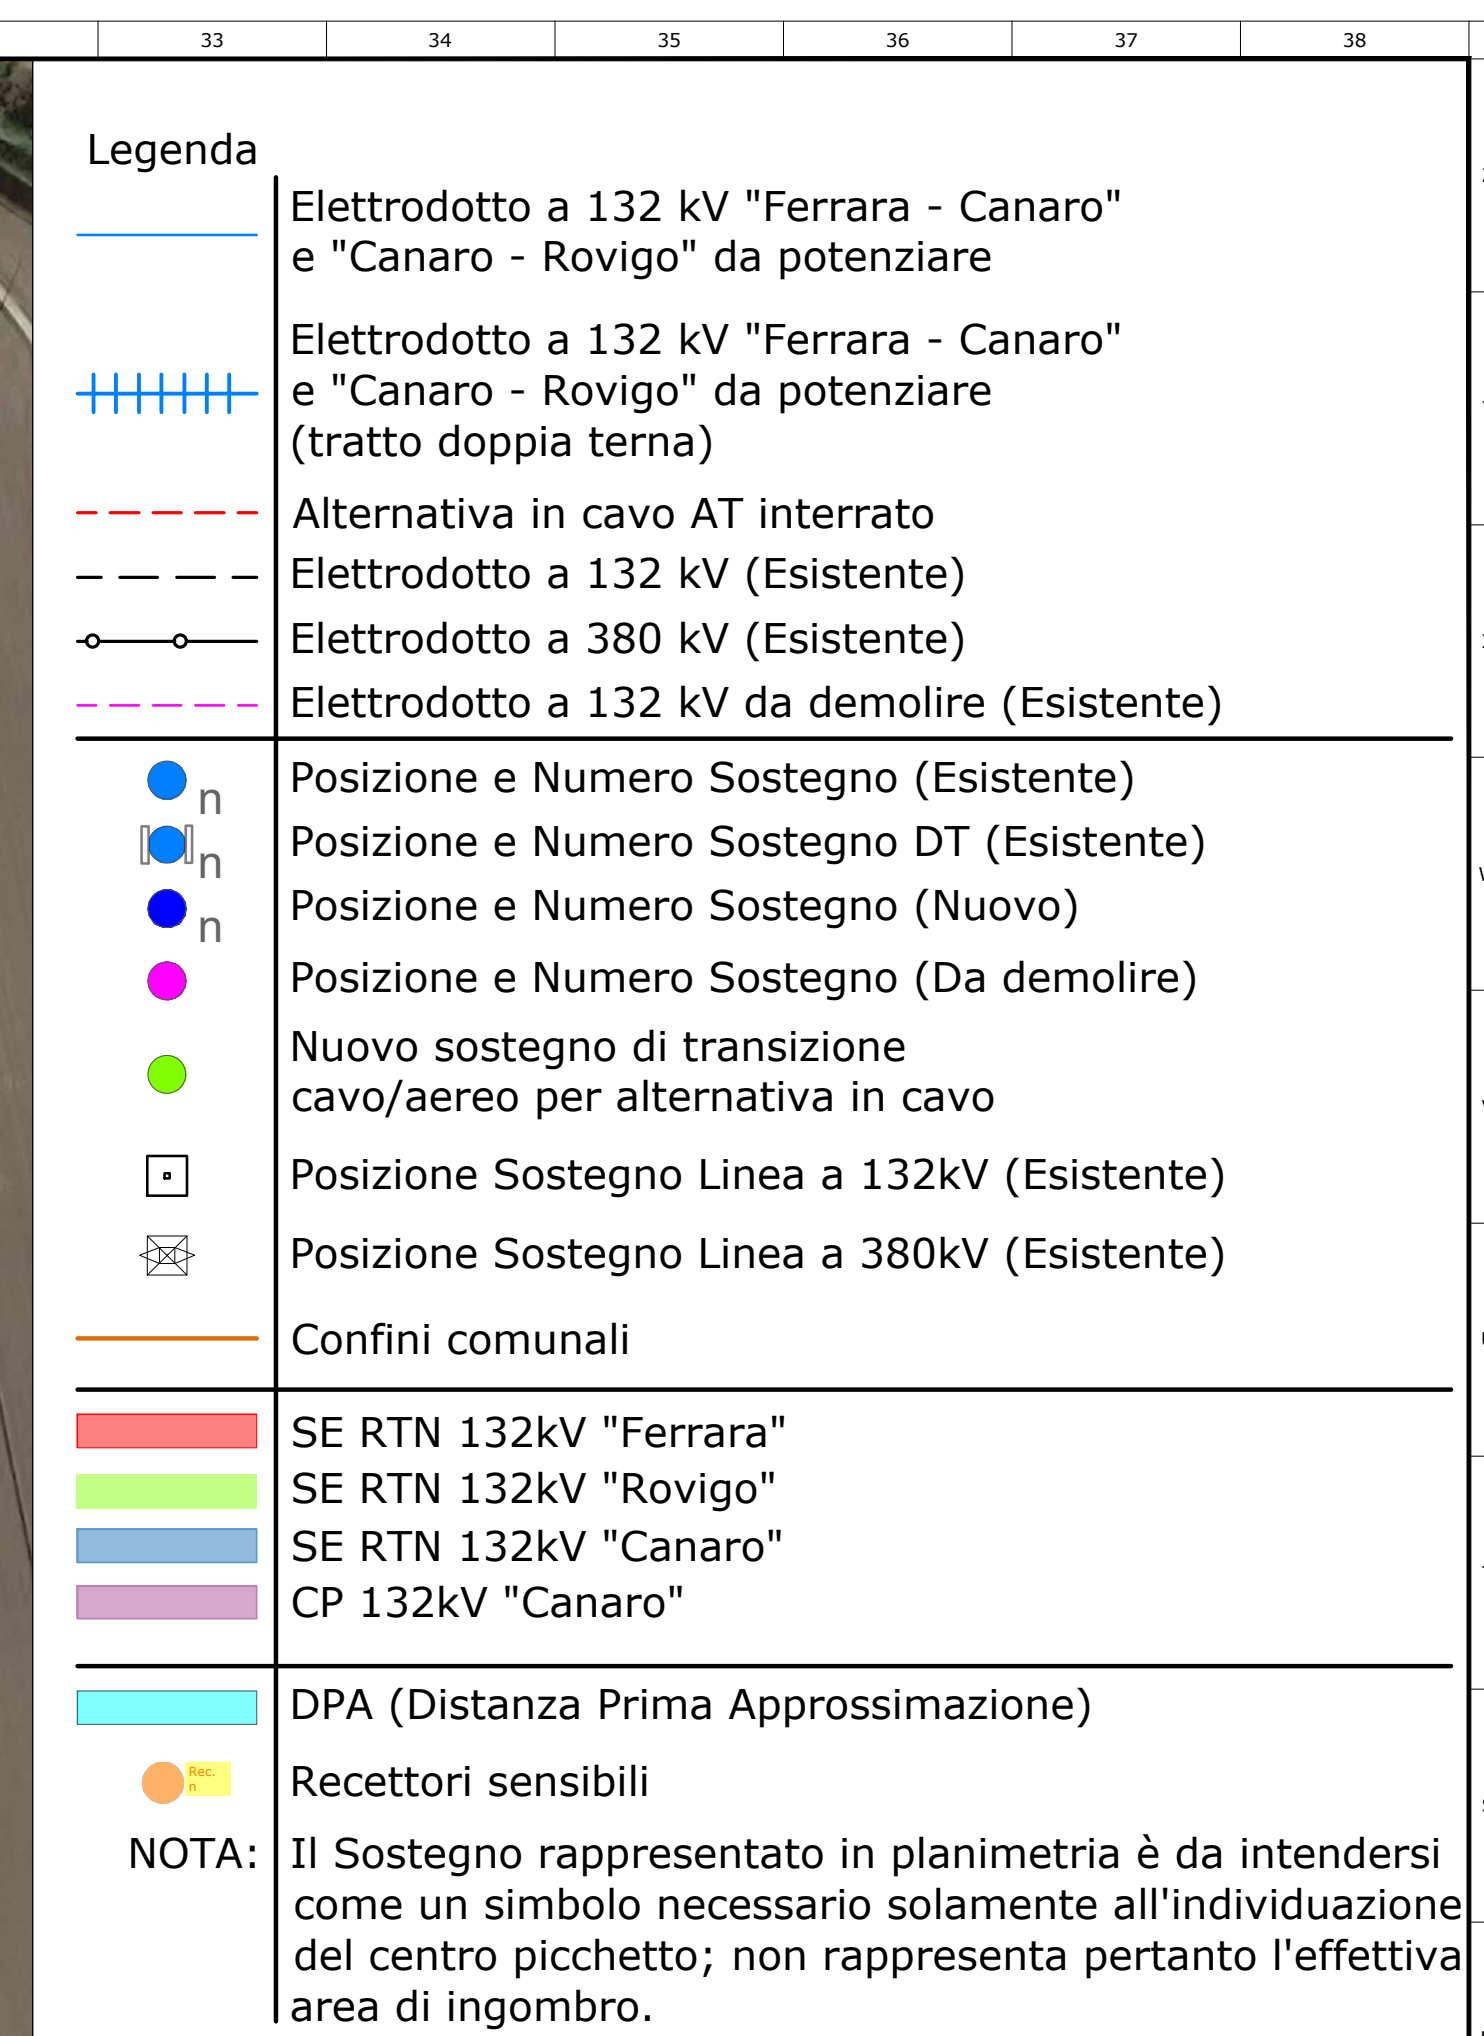 33 34 35 36 37 38
Legenda
Elettrodotto a 132 kV "Ferrara - Canaro"
e "Canaro - Rovigo" da potenziare
Elettrodotto a 132 kV "Ferrara - Canaro"
e "Canaro - Rovigo" da potenziare
(tratto doppia terna)
Alternativa in cavo AT interrato
Elettrodotto a 132 kV (Esistente)
Elettrodotto a 380 kV (Esistente)
Elettrodotto a 132 kV da demolire (Esistente)
n Posizione e Numero Sostegno (Esistente)
n Posizione e Numero Sostegno DT (Esistente)
n Posizione e Numero Sostegno (Nuovo)
Posizione e Numero Sostegno (Da demolire)
Nuovo sostegno di transizione
cavo/aereo per alternativa in cavo
Posizione Sostegno Linea a 132kV (Esistente)
Posizione Sostegno Linea a 380kV (Esistente)
Confini comunali
SE RTN 132kV "Ferrara"
SE RTN 132kV "Rovigo"
SE RTN 132kV "Canaro"
CP 132kV "Canaro"
DPA (Distanza Prima Approssimazione)
Rec.
n
Recettori sensibili
NOTA: Il Sostegno rappresentato in planimetria è da intendersi
come un simbolo necessario solamente all'individuazione
del centro picchetto; non rappresenta pertanto l'effettiva
area di ingombro.